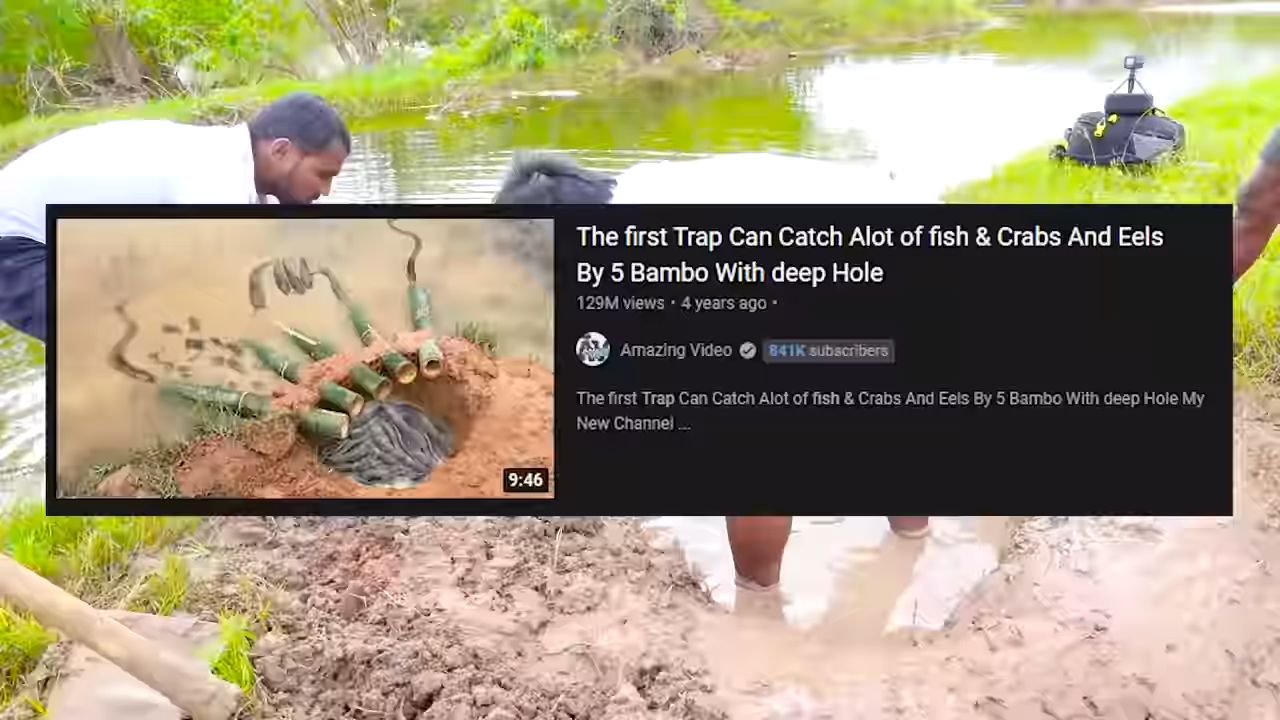 The first Trap Can Catch Alot of fish & Crabs And Eels
By 5 Bambo With deep Hole
129M views • 4 years ago •
Amazing Video 841K subscribers
The first Trap Can Catch Alot of fish & Crabs And Eels By 5 Bambo With deep Hole My
New Channel ...
9:46